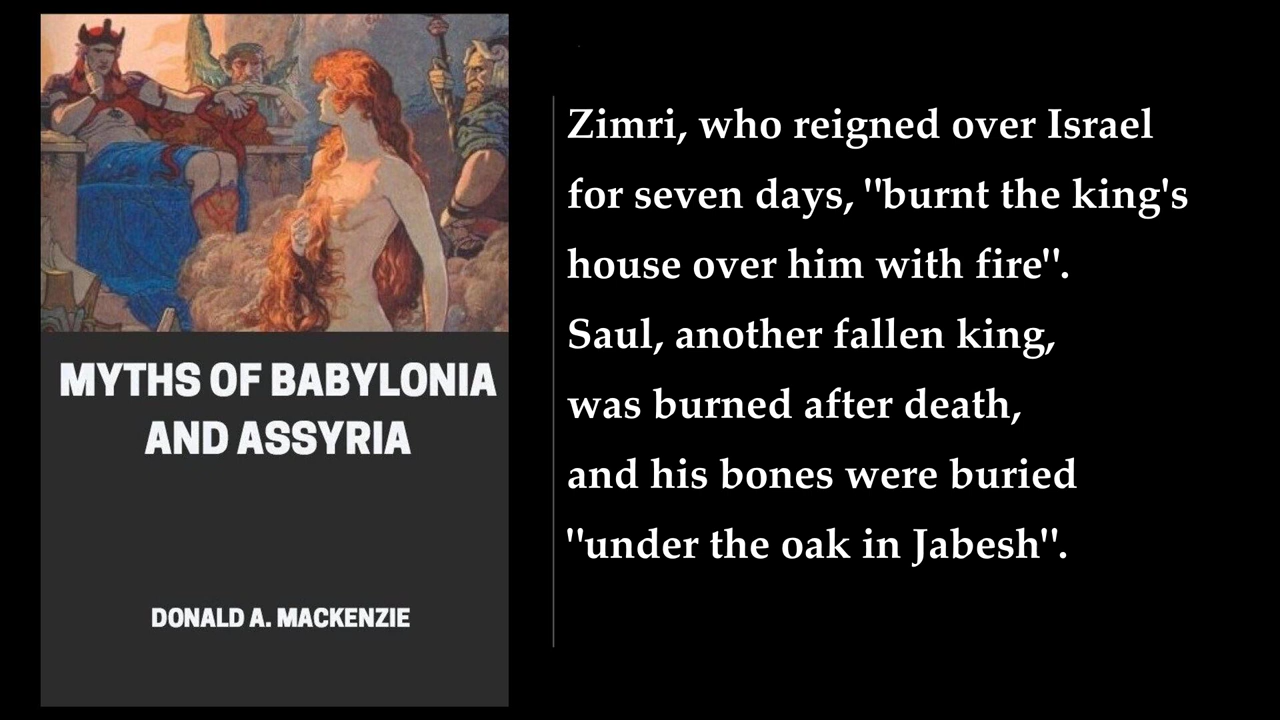 MYTHS OF BABYLONIA
AND ASSYRIA
DONALD A. MACKENZIE
Zimri, who reigned over Israel
for seven days, "burnt the king's
house over him with fire".
Saul, another fallen king,
was burned after death,
and his bones were buried
"under the oak in Jabesh".